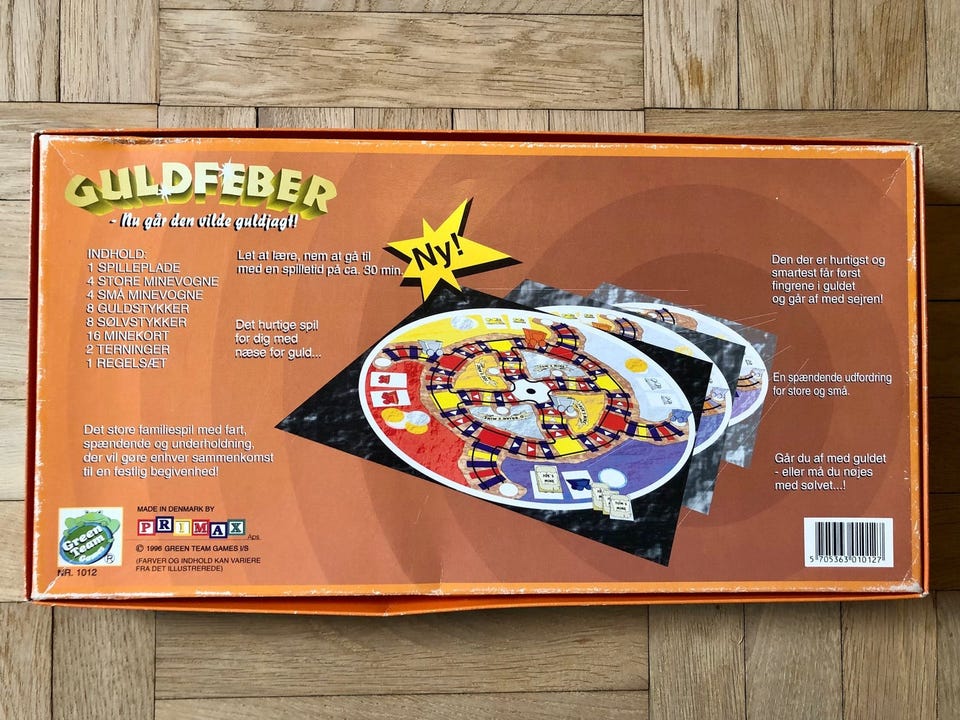 GULDFEBER
- Nu går den vilde guldjagt!
INDHOLD:
1 SPILLEPLADE
4 STORE MINEVOGNE
4 SMÅ MINEVOGNE
8 GULDSTYKKER
8 SØLVSTYKKER
16 MINEKORT
2 TERNINGER
1 REGELSÆT
Let at lære, nem at gå til
med en spilletid på ca. 30 min.
Ny!
Det hurtige spil
for dig med
næse for guld...
Den der er hurtigst og
smartest får først
fingrene i guldet
og går af med sejren!
En spændende udfordring
for store og små.
Det store familiespil med fart,
spændende og underholdning,
der vil gøre enhver sammenkomst
til en festlig begivenhed!
Går du af med guldet
- eller må du nøjes
med sølvet...!
MADE IN DENMARK BY
PRIMAX ApS
© 1996 GREEN TEAM GAMES I/S
(FARVER OG INDHOLD KAN VARIERE
FRA DET ILLUSTREREDE)
Green
Team
Games
®
NR. 1012
5 705363 010127